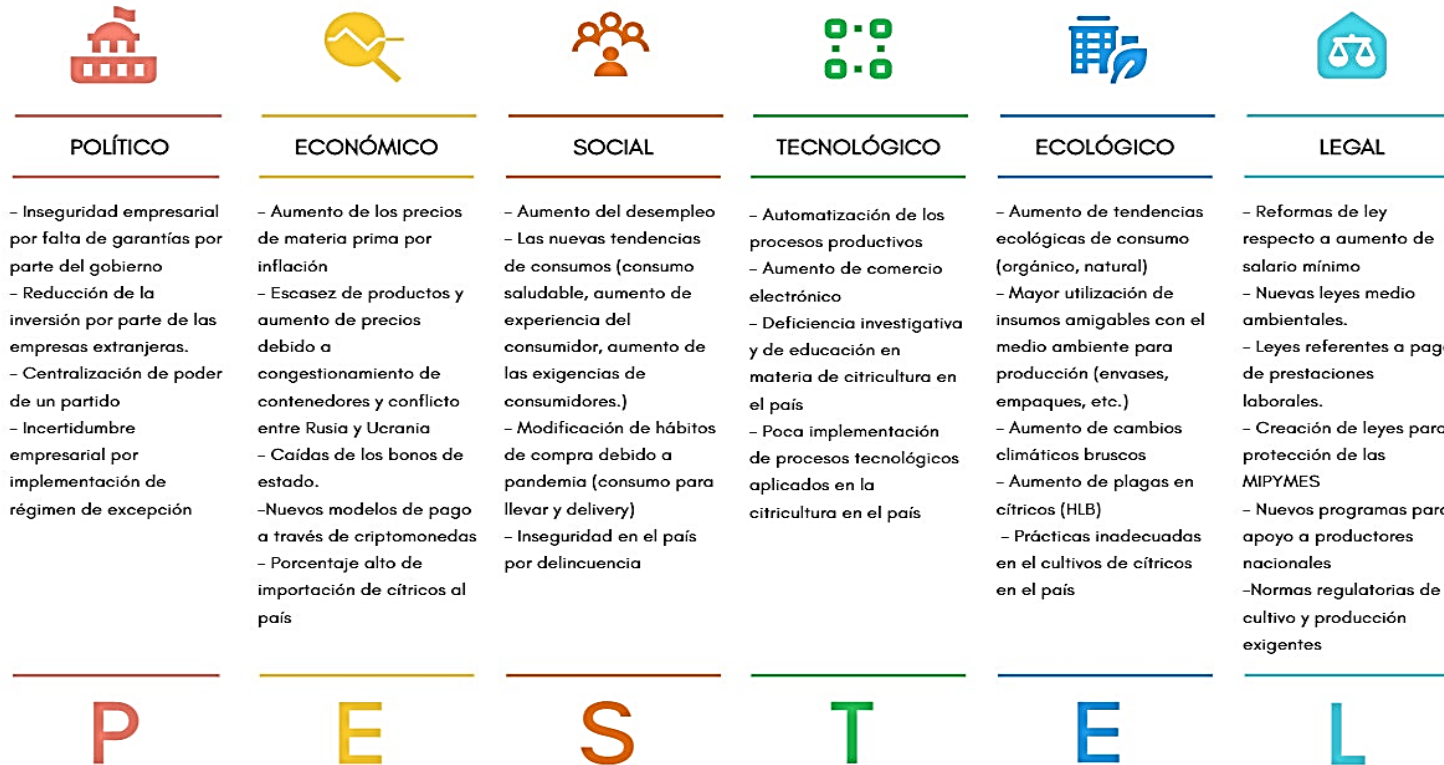 POLÍTICO
- Inseguridad empresarial
por falta de garantías por
parte del gobierno
- Reducción de la
inversión por parte de las
empresas extranjeras.
- Centralización de poder
de un partido
- Incertidumbre
empresarial por
implementación de
régimen de excepción
P
ECONÓMICO
- Aumento de los precios
de materia prima por
inflación
- Escasez de productos y
aumento de precios
debido a
congestionamiento de
contenedores y conflicto
entre Rusia y Ucrania
- Caídas de los bonos de
estado.
-Nuevos modelos de pago
a través de criptomonedas
- Porcentaje alto de
importación de cítricos al
país
E
SOCIAL
- Aumento del desempleo
- Las nuevas tendencias
de consumos (consumo
saludable, aumento de
experiencia del
consumidor, aumento de
las exigencias de
consumidores.)
- Modificación de hábitos
de compra debido a
pandemia (consumo para
llevar y delivery)
- Inseguridad en el país
por delincuencia
S
TECNOLÓGICO
- Automatización de los
procesos productivos
- Aumento de comercio
electrónico
- Deficiencia investigativa
y de educación en
materia de citricultura en
el país
- Poca implementación
de procesos tecnológicos
aplicados en la
citricultura en el país
T
ECOLÓGICO
- Aumento de tendencias
ecológicas de consumo
(orgánico, natural)
- Mayor utilización de
insumos amigables con el
medio ambiente para
producción (envases,
empaques, etc.)
- Aumento de cambios
climáticos bruscos
- Aumento de plagas en
cítricos (HLB)
- Prácticas inadecuadas
en el cultivos de cítricos
en el país
E
LEGAL
- Reformas de ley
respecto a aumento de
salario mínimo
- Nuevas leyes medio
ambientales.
- Leyes referentes a pago
de prestaciones
laborales.
- Creación de leyes para
protección de las
MIPYMES
- Nuevos programas para
apoyo a productores
nacionales
-Normas regulatorias de
cultivo y producción
exigentes
L